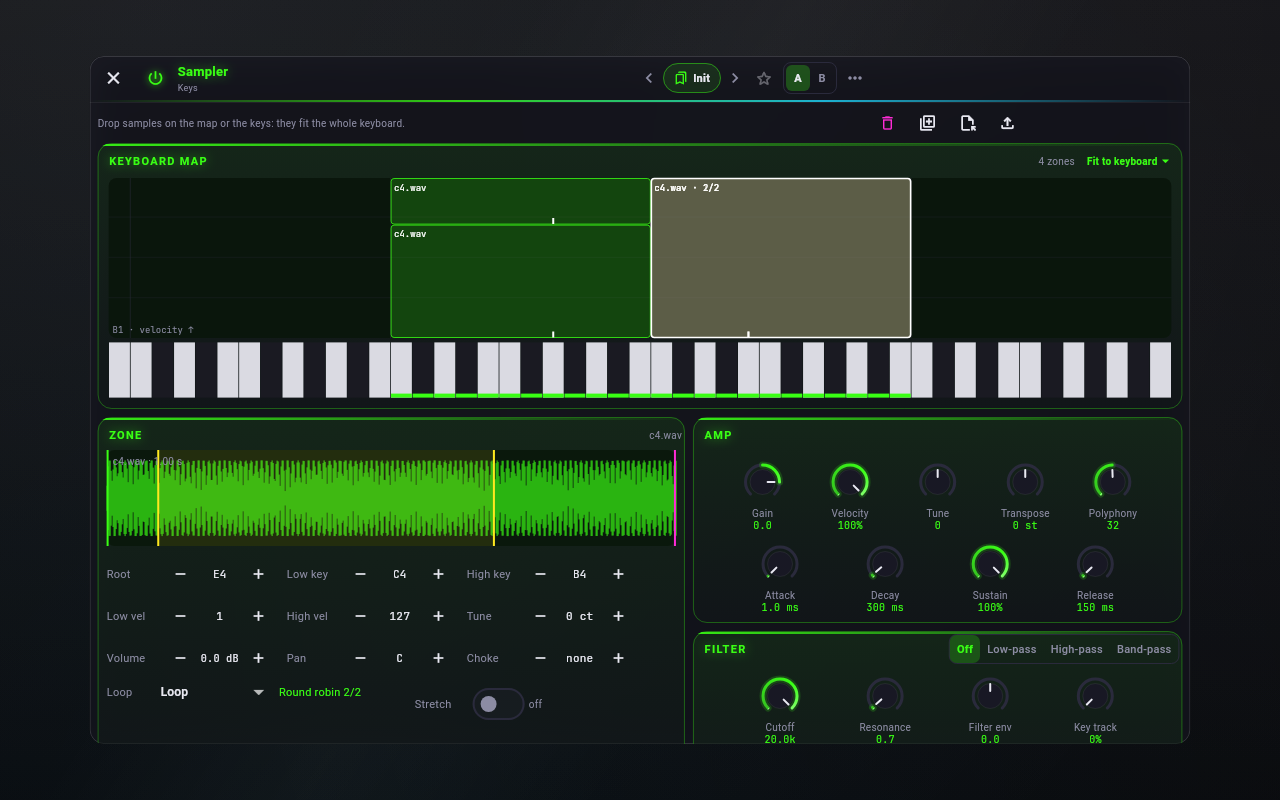 Sampler
Keys
Init
A
B
Drop samples on the map or the keys: they fit the whole keyboard.
KEYBOARD MAP
4 zones
Fit to keyboard
c4.wav
c4.wav · 2/2
c4.wav
B1 · velocity ↑
ZONE
c4.wav
c4.wav · 1.00 s
Root
E4
Low key
C4
High key
B4
Low vel
1
High vel
127
Tune
0 ct
Volume
0.0 dB
Pan
C
Choke
none
Loop
Loop
Round robin 2/2
Stretch
off
AMP
Gain
Velocity
Tune
Transpose
Polyphony
0.0
100%
0
0 st
32
Attack
Decay
Sustain
Release
1.0 ms
300 ms
100%
150 ms
FILTER
Off
Low-pass
High-pass
Band-pass
Cutoff
Resonance
Filter env
Key track
20.0k
0.7
0.0
0%